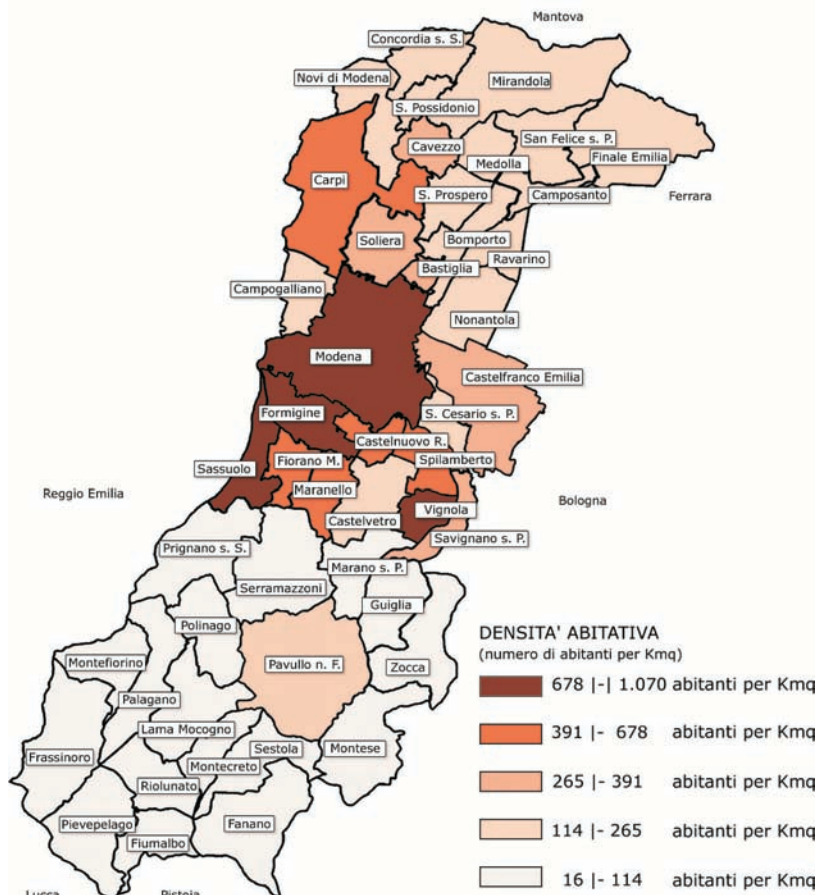 Mantova
Concordia s. S.
Novi di Modena
Mirandola
S. Possidonio
San Felice s. P.
Cavezzo
Medolla
Finale Emilia
Carpi
S. Prospero
Camposanto
Ferrara
Soliera
Bomporto
Bastiglia
Ravarino
Campogalliano
Nonantola
Modena
Castelfranco Emilia
Formigine
S. Cesario s. P.
Castelnuovo R.
Fiorano M.
Spilamberto
Sassuolo
Maranello
Reggio Emilia
Bologna
Vignola
Castelvetro
Savignano s. P.
Prignano s. S.
Marano s. P.
Serramazzoni
Guiglia
Polinago
Montefiorino
Pavullo n. F.
Zocca
Palagano
Lama Mocogno
Sestola
Montese
Frassinoro
Montecreto
Riolunato
Pievepelago
Fanano
Fiumalbo
Lucca
Pistoia
DENSITA' ABITATIVA
(numero di abitanti per Kmq)
678 |-| 1.070 abitanti per Kmq
391 |- 678 abitanti per Kmq
265 |- 391 abitanti per Kmq
114 |- 265 abitanti per Kmq
16 |- 114 abitanti per Kmq